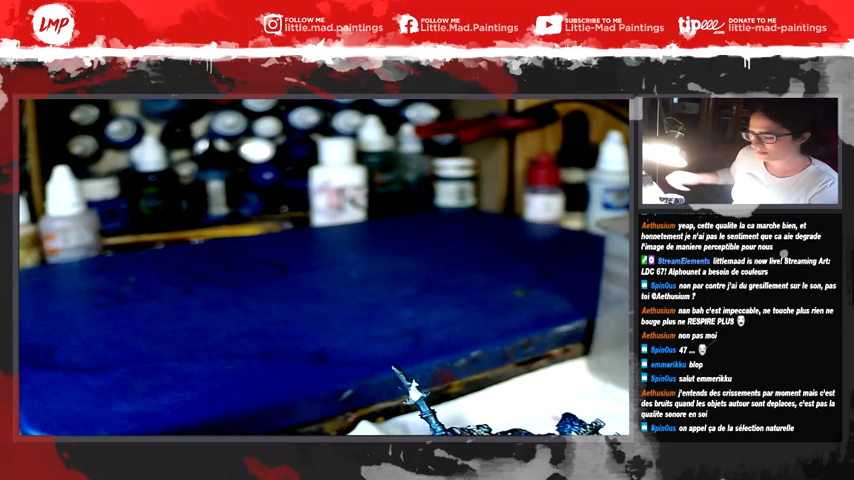 LMP
FOLLOW ME
little.mad.paintings
FOLLOW ME
Little.Mad.Paintings
SUBSCRIBE TO ME
Little-Mad Paintings
tipeee.com
DONATE TO ME
little-mad-paintings
Aethusium yeap, cette qualite la ca marche bien, et
honnetement je n'ai pas le sentiment que ca aie degrade
l'image de maniere perceptible pour nous
StreamElements littlemaad is now live! Streaming Art:
LDC 67! Alphounet a besoin de couleurs
Spin0us non par contre j'ai du gresillement sur le son, pas
toi @Aethusium ?
Aethusium nan bah c'est impeccable, ne touche plus rien ne
bouge plus ne RESPIRE PLUS
Aethusium non pas moi
Spin0us 47 ...
emmerikku blop
Spin0us salut emmerikku
Aethusium j'entends des crissements par moment mais c'est
des bruits quand les objets autour sont deplaces, c'est pas la
qualite sonore en soi
Spin0us on appel ça de la sélection naturelle